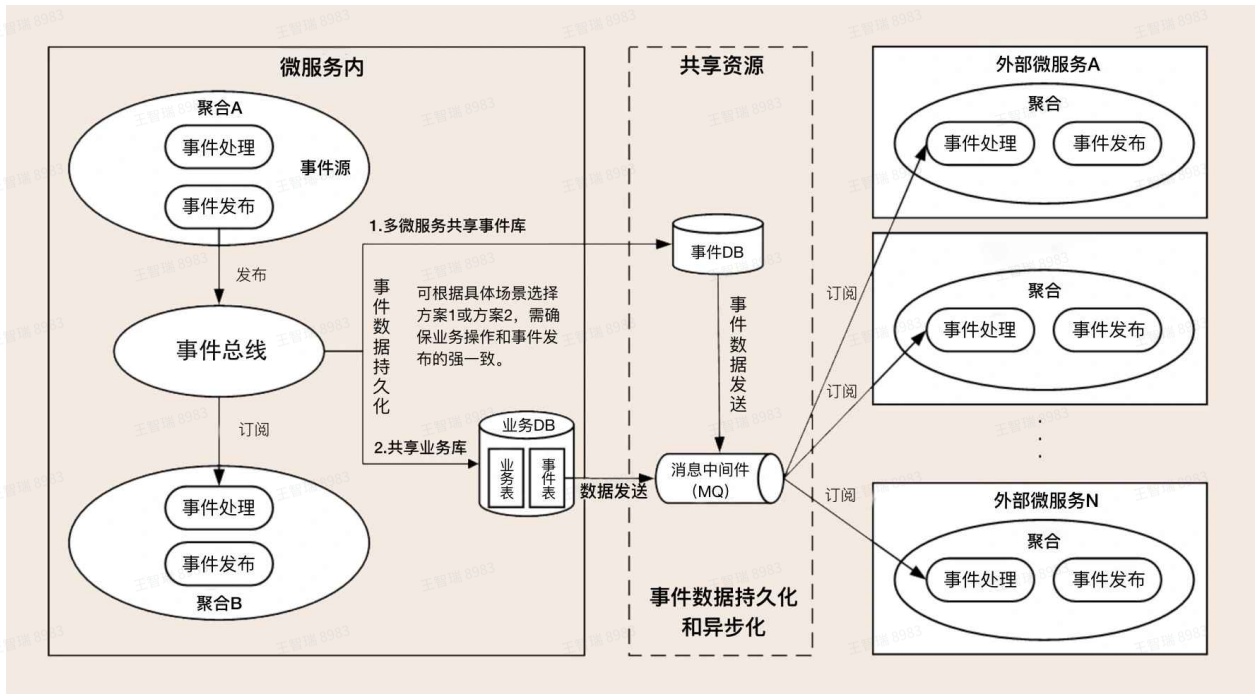 微服务内
聚合A
事件处理
事件源
事件发布
发布
事件总线
订阅
事件处理
事件发布
聚合B
1.多微服务共享事件库
事件数据持久化
可根据具体场景选择
方案1或方案2，需确
保业务操作和事件发
布的强一致。
2.共享业务库
业务DB
业务表
事件表
数据发送
共享资源
事件DB
事件数据发送
消息中间件
（MQ）
事件数据持久化
和异步化
订阅
订阅
订阅
外部微服务A
聚合
事件处理
事件发布
聚合
事件处理
事件发布
外部微服务N
聚合
事件处理
事件发布
王智瑞 8983